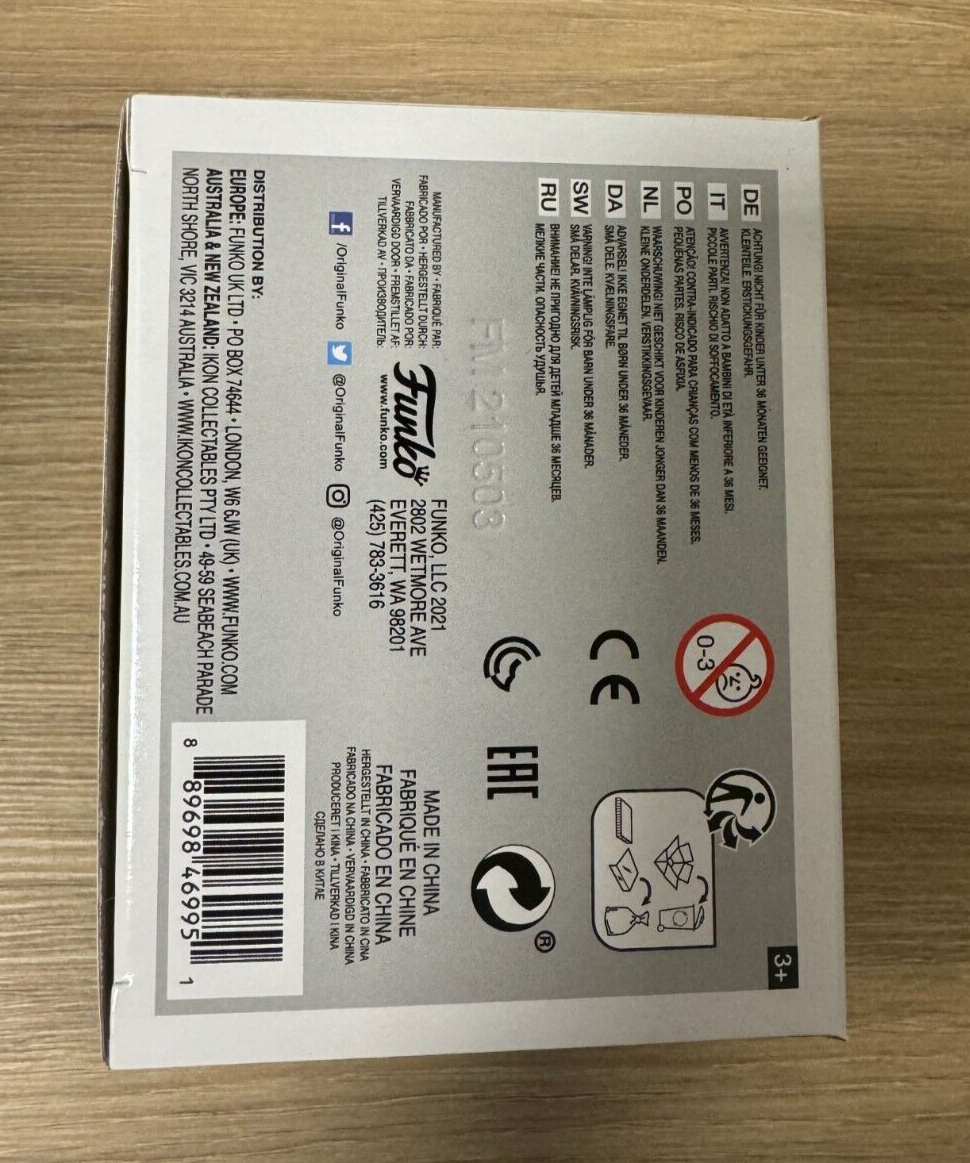 3+
DE ACHTUNG! NICHT FÜR KINDER UNTER 36 MONATEN GEEIGNET.
KLEINTEILE. ERSTICKUNGSGEFAHR.
IT AVVERTENZA! NON ADATTO A BAMBINI DI ETÀ INFERIORE A 36 MESI.
PICCOLE PARTI. RISCHIO DI SOFFOCAMENTO.
PO ATENÇÃO! CONTRA-INDICADO PARA CRIANÇAS COM MENOS DE 36 MESES.
PEQUENAS PARTES. RISCO DE ASFIXIA.
NL WAARSCHUWING! NIET GESCHIKT VOOR KINDEREN JONGER DAN 36 MAANDEN.
KLEINE ONDERDELEN. VERSTIKKINGSGEVAAR.
DA ADVARSEL! IKKE EGNET TIL BØRN UNDER 36 MÅNEDER.
SMÅ DELE. KVÆLNINGSFARE.
SW VARNING! INTE LÄMPLIG FÖR BARN UNDER 36 MÅNADER.
SMÅ DELAR. KVÄVNINGSRISK.
RU ВНИМАНИЕ! НЕ ПРИГОДНО ДЛЯ ДЕТЕЙ МЛАДШЕ 36 МЕСЯЦЕВ.
МЕЛКИЕ ЧАСТИ. ОПАСНОСТЬ УДУШЬЯ.
0-3
CE
EAC
®
FM 210503
MANUFACTURED BY • FABRIQUÉ PAR:
FABRICADO POR • HERGESTELLT DURCH:
FABBRICATO DA • FABRICADO POR:
VERVAARDIGD DOOR • FREMSTILLET AF:
TILLVERKAD AV • ПРОИЗВОДИТЕЛЬ:
Funko
www.funko.com
FUNKO, LLC 2021
2802 WETMORE AVE
EVERETT, WA 98201
(425) 783-3616
MADE IN CHINA
FABRIQUÉ EN CHINE
FABRICADO EN CHINA
HERGESTELLT IN CHINA • FABBRICATO IN CINA
FABRICADO NA CHINA • VERVAARDIGD IN CHINA
PRODUCERET I KINA • TILLVERKAD I KINA
СДЕЛАНО В КИТАЕ
/OriginalFunko @OriginalFunko @OriginalFunko
DISTRIBUTION BY:
EUROPE: FUNKO UK LTD • PO BOX 74644 • LONDON, W6 6JW (UK) • WWW.FUNKO.COM
AUSTRALIA & NEW ZEALAND: IKON COLLECTABLES PTY LTD • 49-59 SEABEACH PARADE
NORTH SHORE, VIC 3214 AUSTRALIA • WWW.IKONCOLLECTABLES.COM.AU
8 89698 46995 1